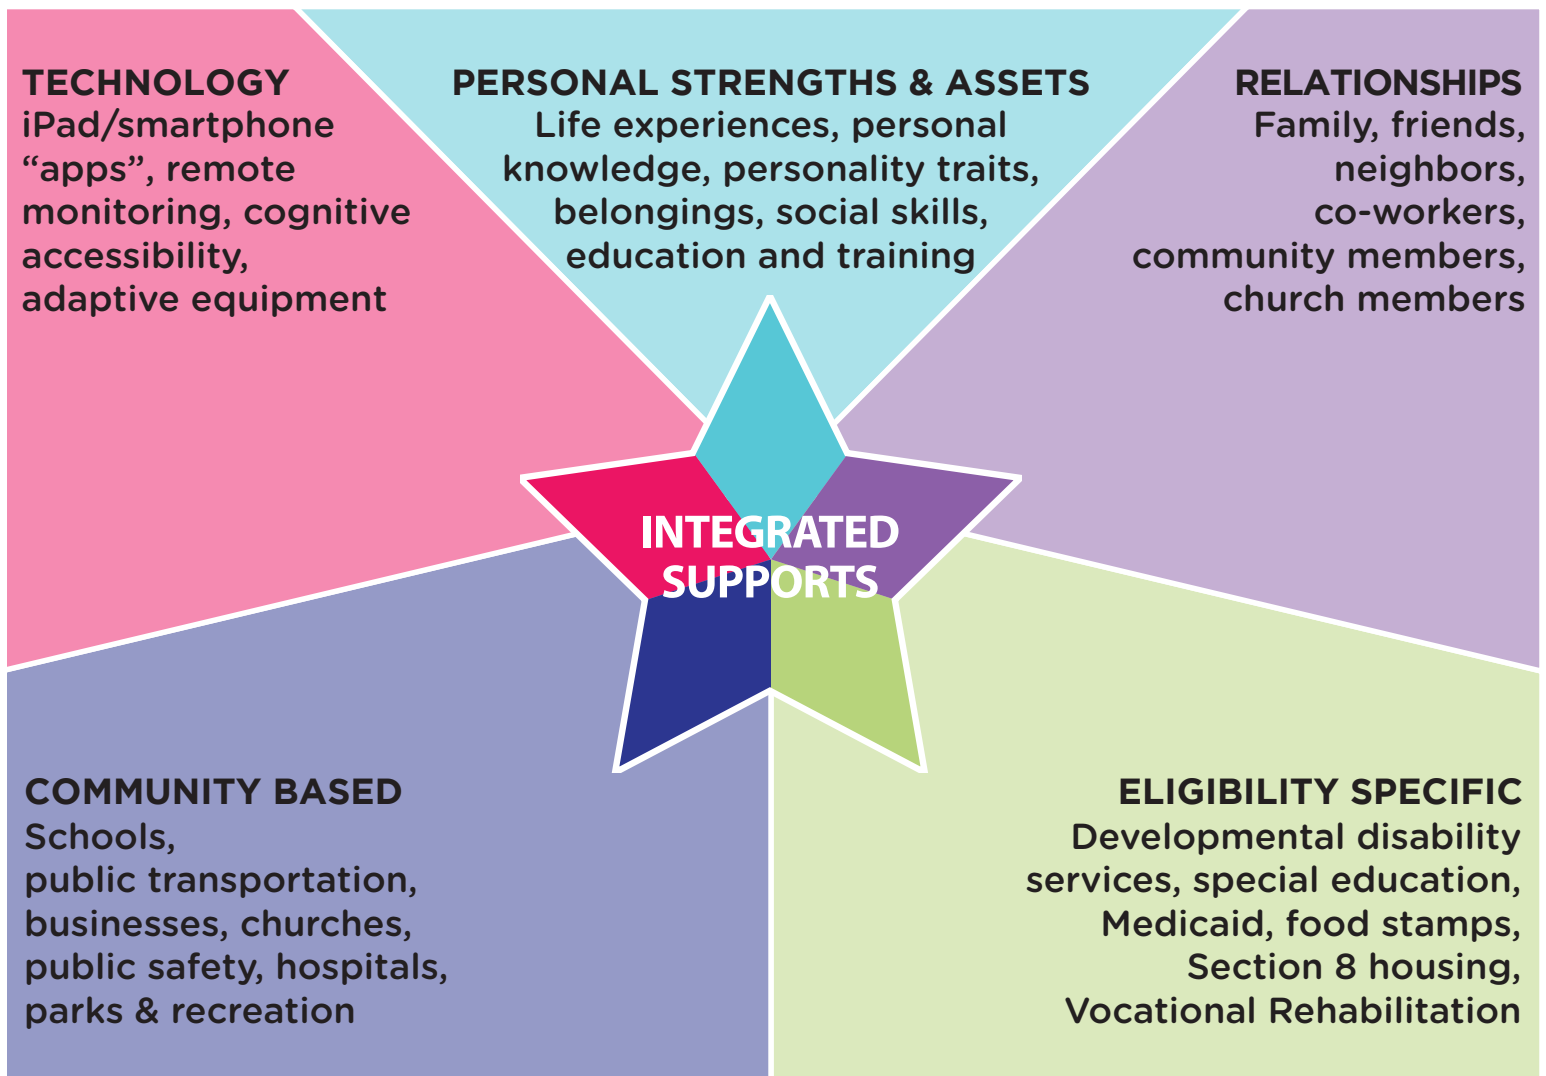 TECHNOLOGY
iPad/smartphone
“apps”, remote
monitoring, cognitive
accessibility,
adaptive equipment
PERSONAL STRENGTHS & ASSETS
Life experiences, personal
knowledge, personality traits,
belongings, social skills,
education and training
RELATIONSHIPS
Family, friends,
neighbors,
co-workers,
community members,
church members
INTEGRATED
SUPPORTS
COMMUNITY BASED
Schools,
public transportation,
businesses, churches,
public safety, hospitals,
parks & recreation
ELIGIBILITY SPECIFIC
Developmental disability
services, special education,
Medicaid, food stamps,
Section 8 housing,
Vocational Rehabilitation